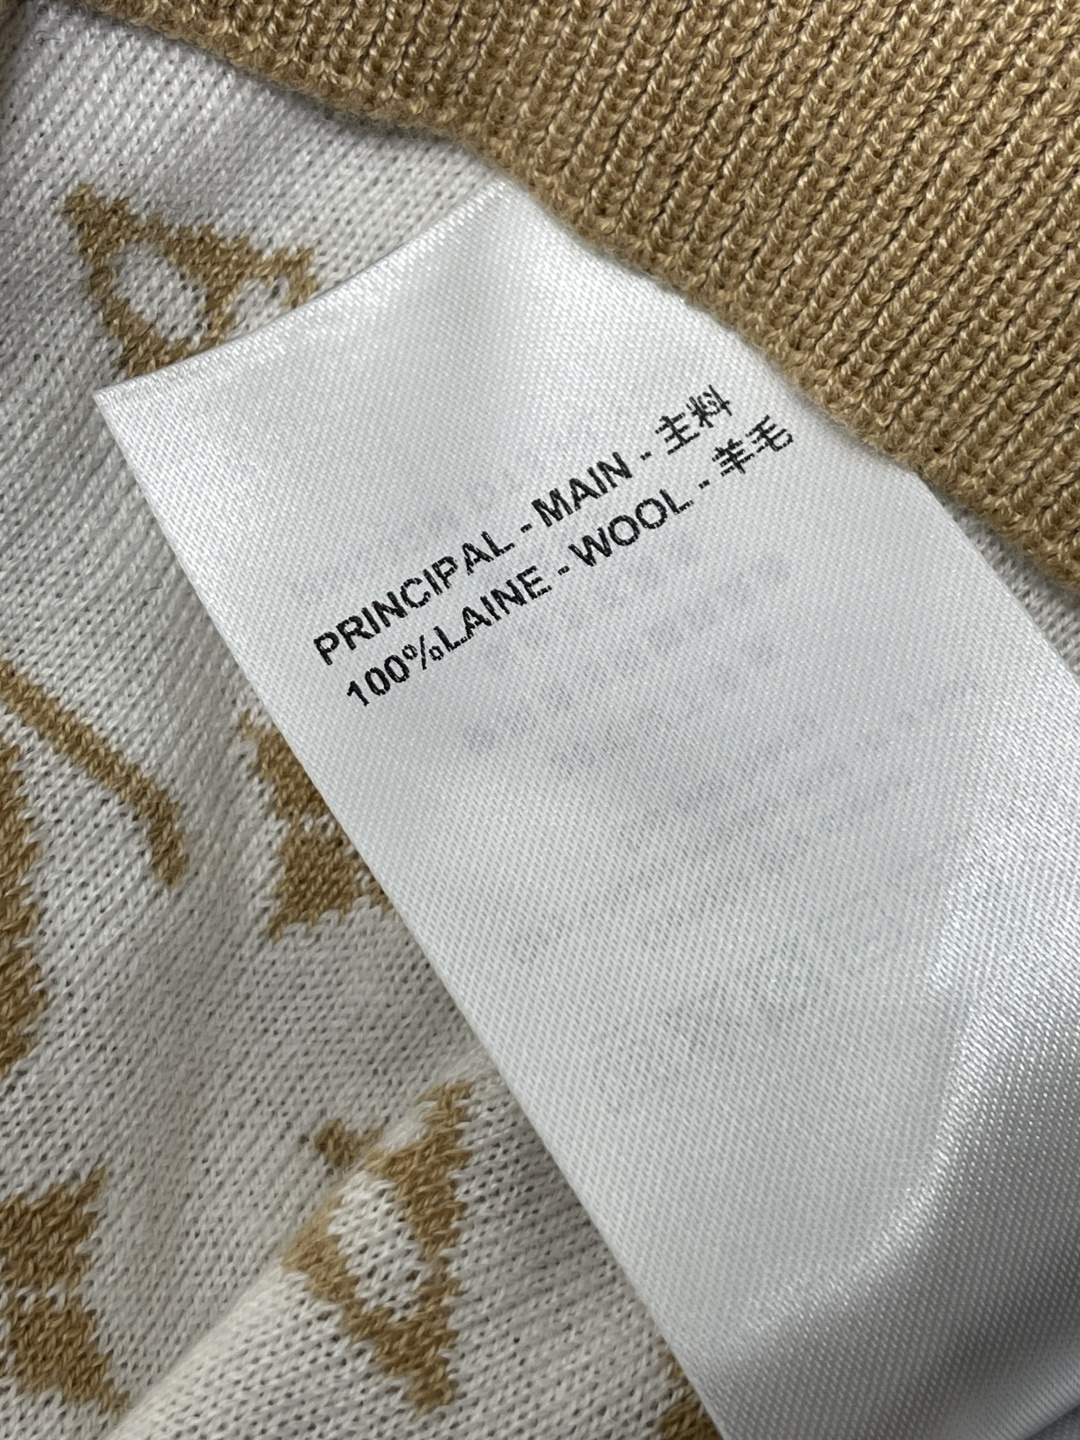 PRINCIPAL - MAIN - 主料
100%LAINE - WOOL - 羊毛